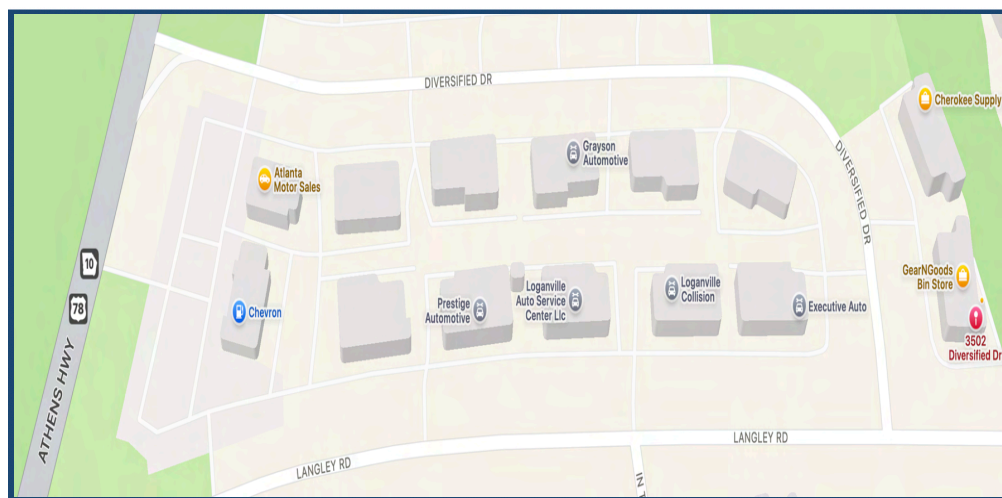 DIVERSIFIED DR
Cherokee Supply
Grayson
Automotive
Atlanta
Motor Sales
DIVERSIFIED DR
10
78
ATHENS HWY
Chevron
Prestige
Automotive
Loganville
Auto Service
Center Llc
Loganville
Collision
Executive Auto
GearNGoods
Bin Store
3502
Diversified Dr
LANGLEY RD
LANGLEY RD